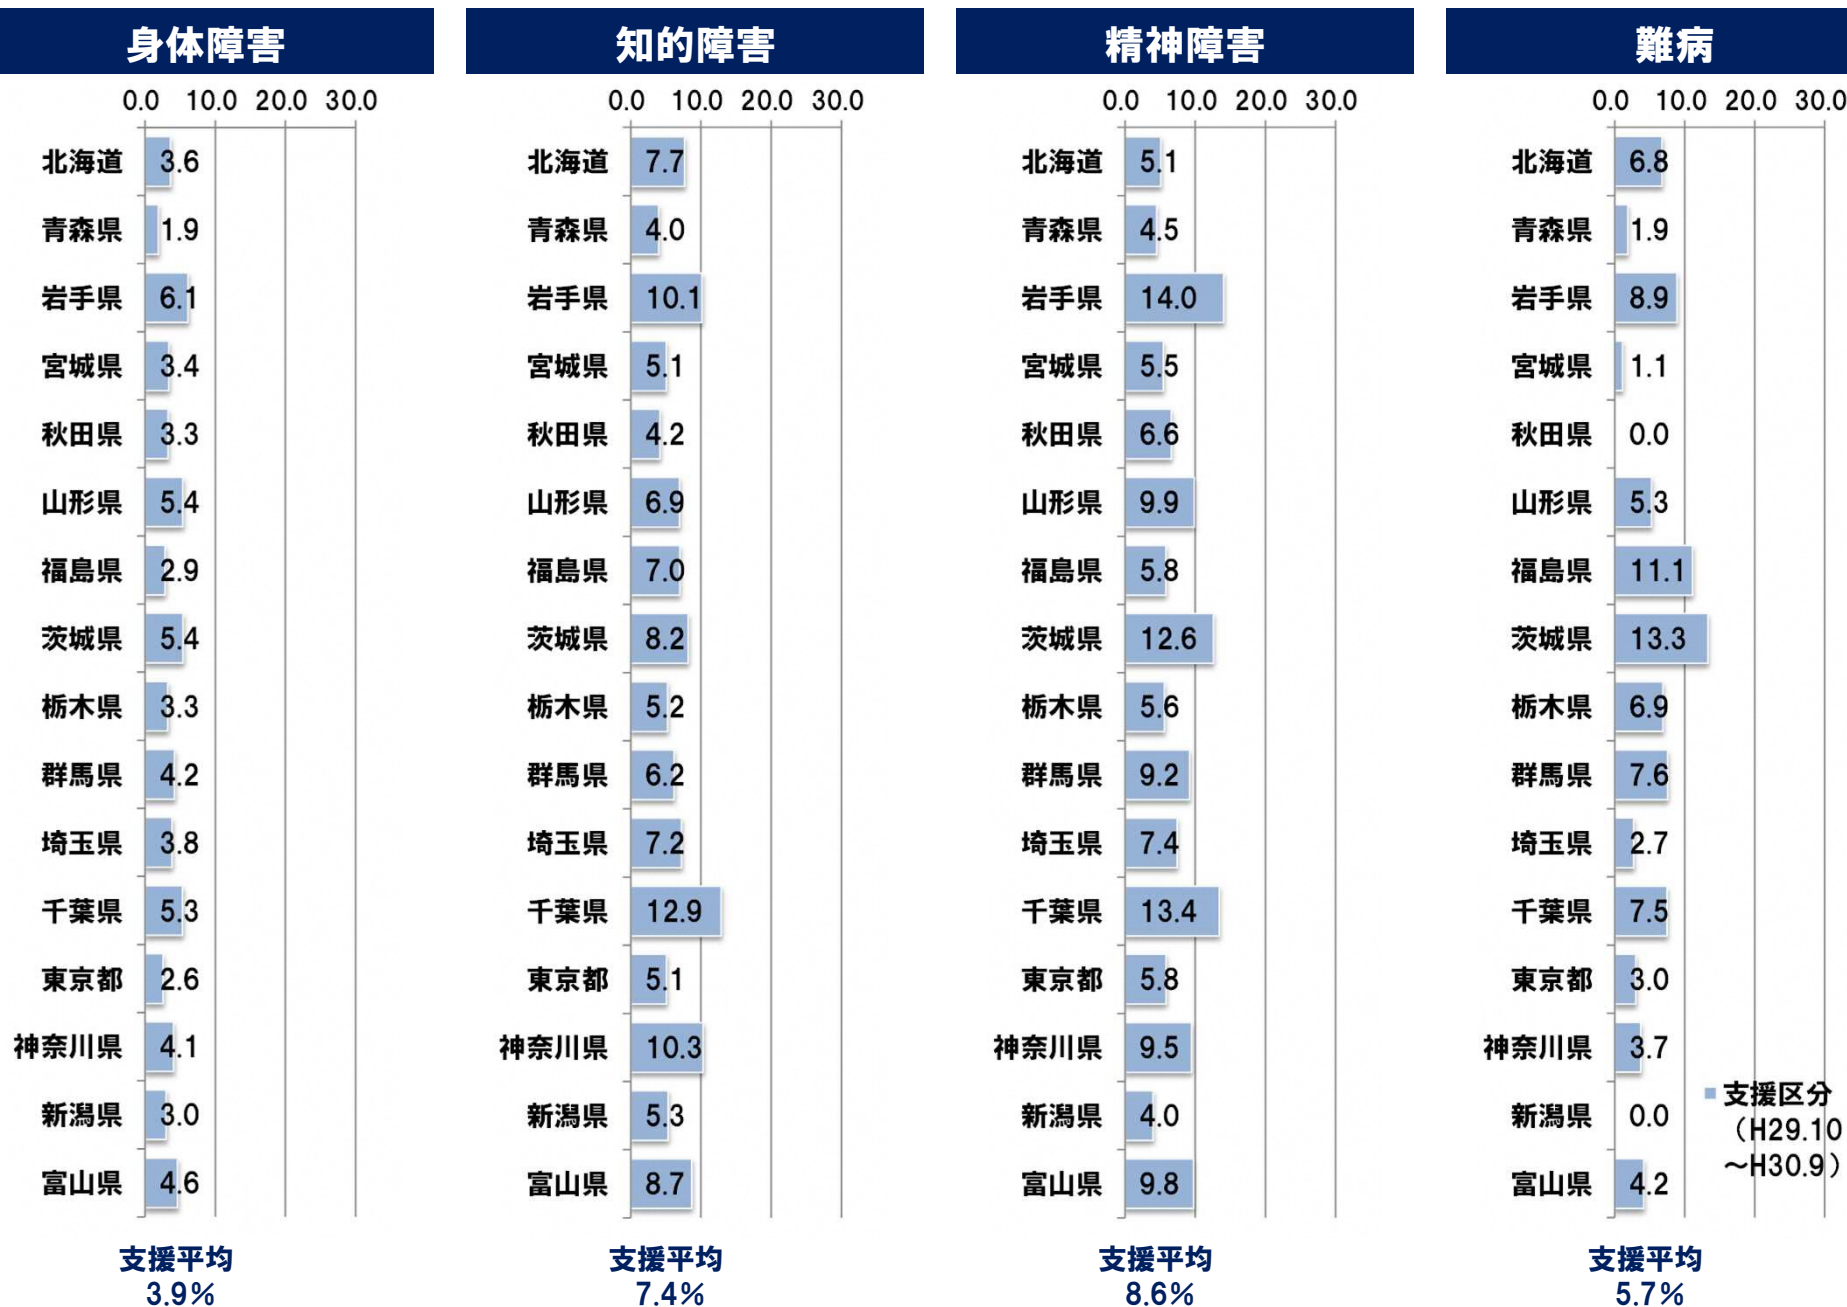 身体障害
0.0 10.0 20.0 30.0
北海道 3.6
青森県 1.9
岩手県 6.1
宮城県 3.4
秋田県 3.3
山形県 5.4
福島県 2.9
茨城県 5.4
栃木県 3.3
群馬県 4.2
埼玉県 3.8
千葉県 5.3
東京都 2.6
神奈川県 4.1
新潟県 3.0
富山県 4.6
支援平均
3.9%
知的障害
0.0 10.0 20.0 30.0
北海道 7.7
青森県 4.0
岩手県 10.1
宮城県 5.1
秋田県 4.2
山形県 6.9
福島県 7.0
茨城県 8.2
栃木県 5.2
群馬県 6.2
埼玉県 7.2
千葉県 12.9
東京都 5.1
神奈川県 10.3
新潟県 5.3
富山県 8.7
支援平均
7.4%
精神障害
0.0 10.0 20.0 30.0
北海道 5.1
青森県 4.5
岩手県 14.0
宮城県 5.5
秋田県 6.6
山形県 9.9
福島県 5.8
茨城県 12.6
栃木県 5.6
群馬県 9.2
埼玉県 7.4
千葉県 13.4
東京都 5.8
神奈川県 9.5
新潟県 4.0
富山県 9.8
支援平均
8.6%
難病
0.0 10.0 20.0 30.0
北海道 6.8
青森県 1.9
岩手県 8.9
宮城県 1.1
秋田県 0.0
山形県 5.3
福島県 11.1
茨城県 13.3
栃木県 6.9
群馬県 7.6
埼玉県 2.7
千葉県 7.5
東京都 3.0
神奈川県 3.7
新潟県 0.0
富山県 4.2
支援区分
（H29.10
～H30.9）
支援平均
5.7%